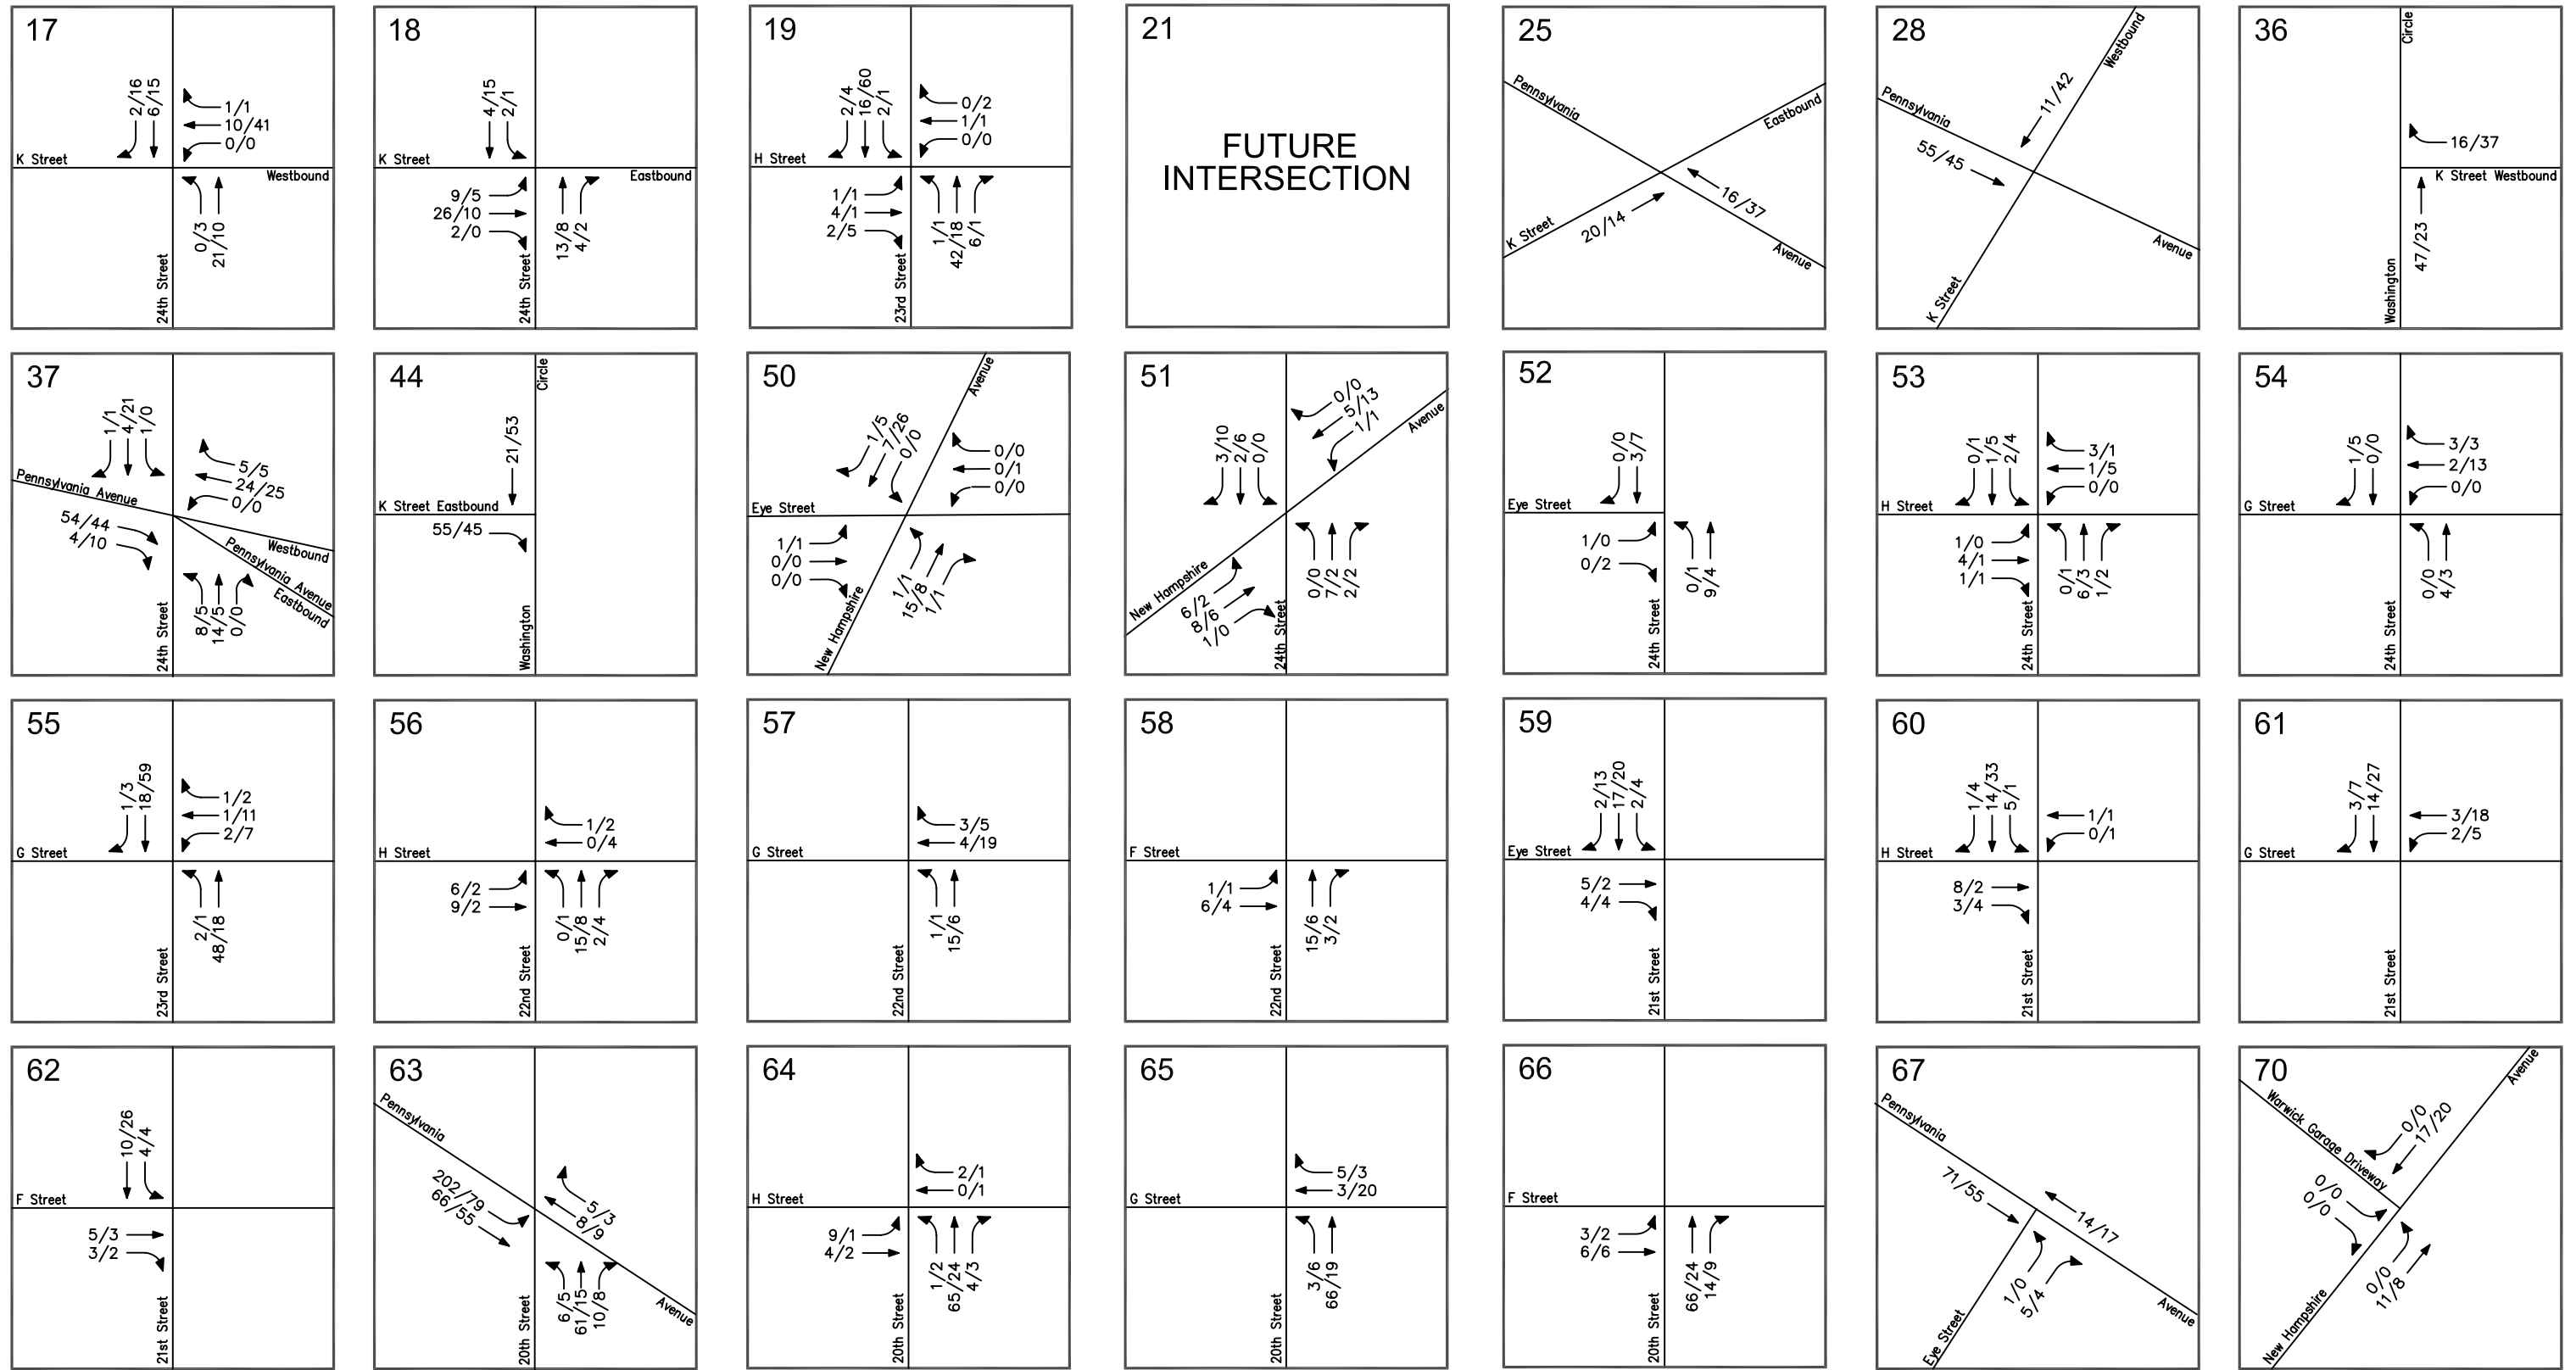 17
2/16
6/15
1/1
10/41
0/0
K Street
Westbound
0/3
21/10
24th Street
18
4/15
2/1
K Street
Eastbound
9/5
26/10
2/0
13/8
4/2
24th Street
19
2/4
16/60
2/1
0/2
1/1
0/0
H Street
1/1
4/1
2/5
1/1
42/18
6/1
23rd Street
21
FUTURE
INTERSECTION
25
Pennsylvania
Eastbound
K Street
20/14
16/37
Avenue
28
Westbound
11/42
Pennsylvania
55/45
Avenue
K Street
36
Circle
16/37
K Street Westbound
47/23
Washington
37
1/1
4/21
1/0
5/5
24/25
0/0
Pennsylvania Avenue
54/44
4/10
Westbound
Pennsylvania Avenue
Eastbound
8/5
14/5
0/0
24th Street
44
Circle
21/53
K Street Eastbound
55/45
Washington
50
Avenue
1/5
7/26
0/0
0/0
0/1
0/0
Eye Street
1/1
0/0
0/0
1/1
15/8
1/1
New Hampshire
51
0/0
5/13
1/1
Avenue
3/10
2/6
0/0
New Hampshire
6/2
8/6
1/0
0/0
7/2
2/2
24th Street
52
0/0
3/7
Eye Street
1/0
0/2
0/1
9/4
24th Street
53
0/1
1/5
2/4
3/1
1/5
0/0
H Street
1/0
4/1
1/1
0/1
6/3
1/2
24th Street
54
1/5
0/0
3/3
2/13
0/0
G Street
0/0
4/3
24th Street
55
1/3
18/59
1/2
1/11
2/7
G Street
2/1
48/18
23rd Street
56
1/2
0/4
H Street
6/2
9/2
0/1
15/8
2/4
22nd Street
57
3/5
4/19
G Street
1/1
15/6
22nd Street
58
F Street
1/1
6/4
15/6
3/2
22nd Street
59
2/13
17/20
2/4
Eye Street
5/2
4/4
21st Street
60
1/4
14/33
5/1
1/1
0/1
H Street
8/2
3/4
21st Street
61
3/7
14/27
3/18
2/5
G Street
21st Street
62
10/26
4/4
F Street
5/3
3/2
21st Street
63
Pennsylvania
202/79
66/55
5/3
8/9
6/5
61/15
10/8
Avenue
20th Street
64
2/1
0/1
H Street
9/1
4/2
1/2
65/24
4/3
20th Street
65
5/3
3/20
G Street
3/6
66/19
20th Street
66
F Street
3/2
6/6
66/24
14/9
20th Street
67
Pennsylvania
71/55
14/17
1/0
5/4
Avenue
Eye Street
70
Avenue
Warwick Garage Driveway
0/0
17/20
0/0
0/0
0/0
11/8
New Hampshire